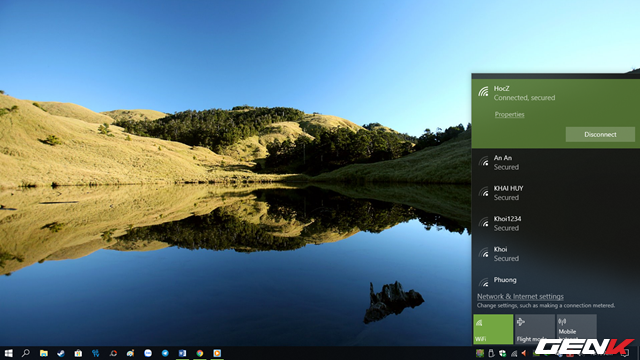 HocZ
Connected, secured
Properties
Disconnect
An An
Secured
KHAI HUY
Secured
Khoi1234
Secured
Khoi
Secured
Phuong
Network & Internet settings
Change settings, such as making a connection metered.
WiFi
Flight mode
Mobile
GENK